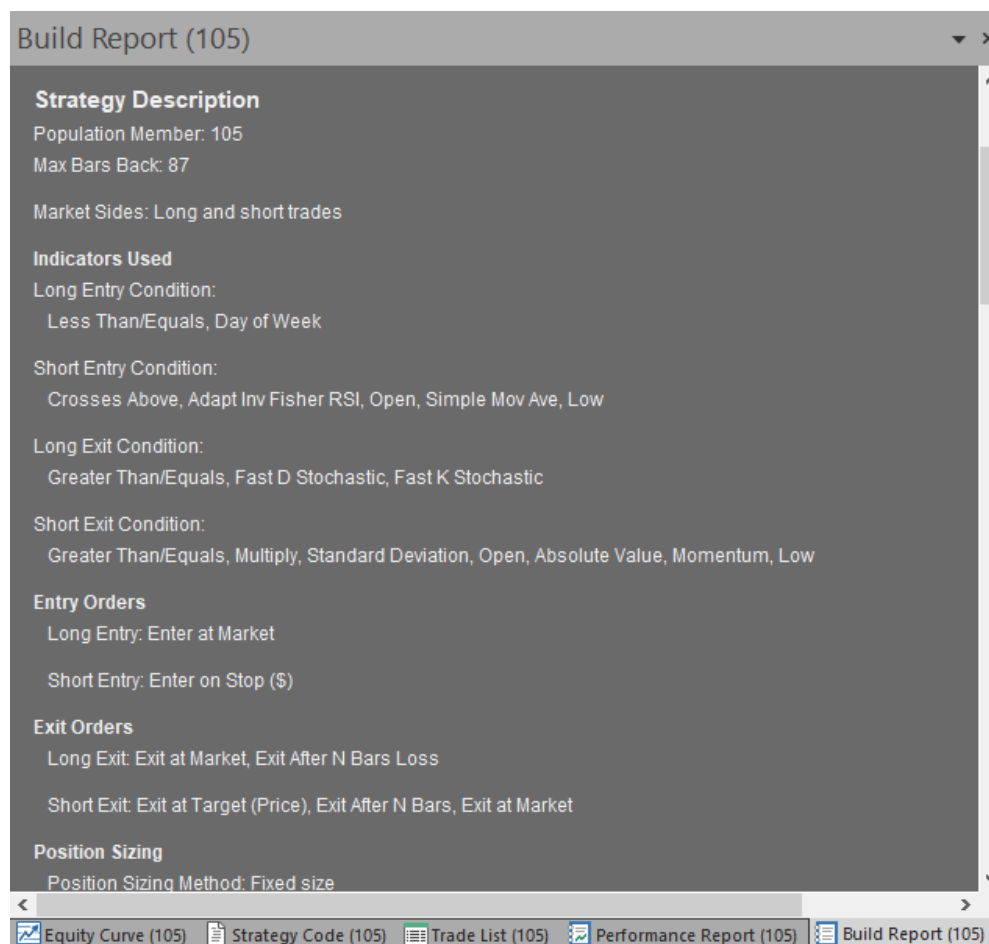 Build Report (105)
Strategy Description
Population Member: 105
Max Bars Back: 87
Market Sides: Long and short trades
Indicators Used
Long Entry Condition:
Less Than/Equals, Day of Week
Short Entry Condition:
Crosses Above, Adapt Inv Fisher RSI, Open, Simple Mov Ave, Low
Long Exit Condition:
Greater Than/Equals, Fast D Stochastic, Fast K Stochastic
Short Exit Condition:
Greater Than/Equals, Multiply, Standard Deviation, Open, Absolute Value, Momentum, Low
Entry Orders
Long Entry: Enter at Market
Short Entry: Enter on Stop ($)
Exit Orders
Long Exit: Exit at Market, Exit After N Bars Loss
Short Exit: Exit at Target (Price), Exit After N Bars, Exit at Market
Position Sizing
Position Sizing Method: Fixed size
Equity Curve (105) Strategy Code (105) Trade List (105) Performance Report (105) Build Report (105)